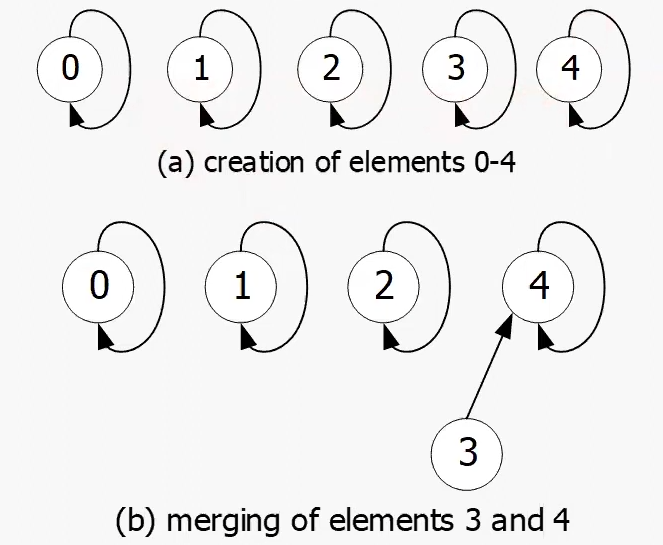 0 1 2 3 4
(a) creation of elements 0-4
0 1 2 4
3
(b) merging of elements 3 and 4